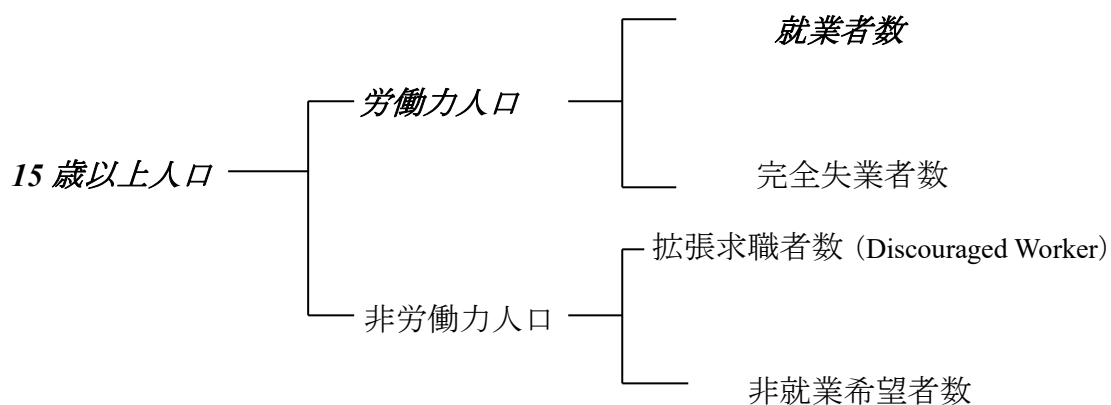 就業者数
労働力人口
15 歳以上人口
完全失業者数
拡張求職者数（Discouraged Worker）
非労働力人口
非就業希望者数